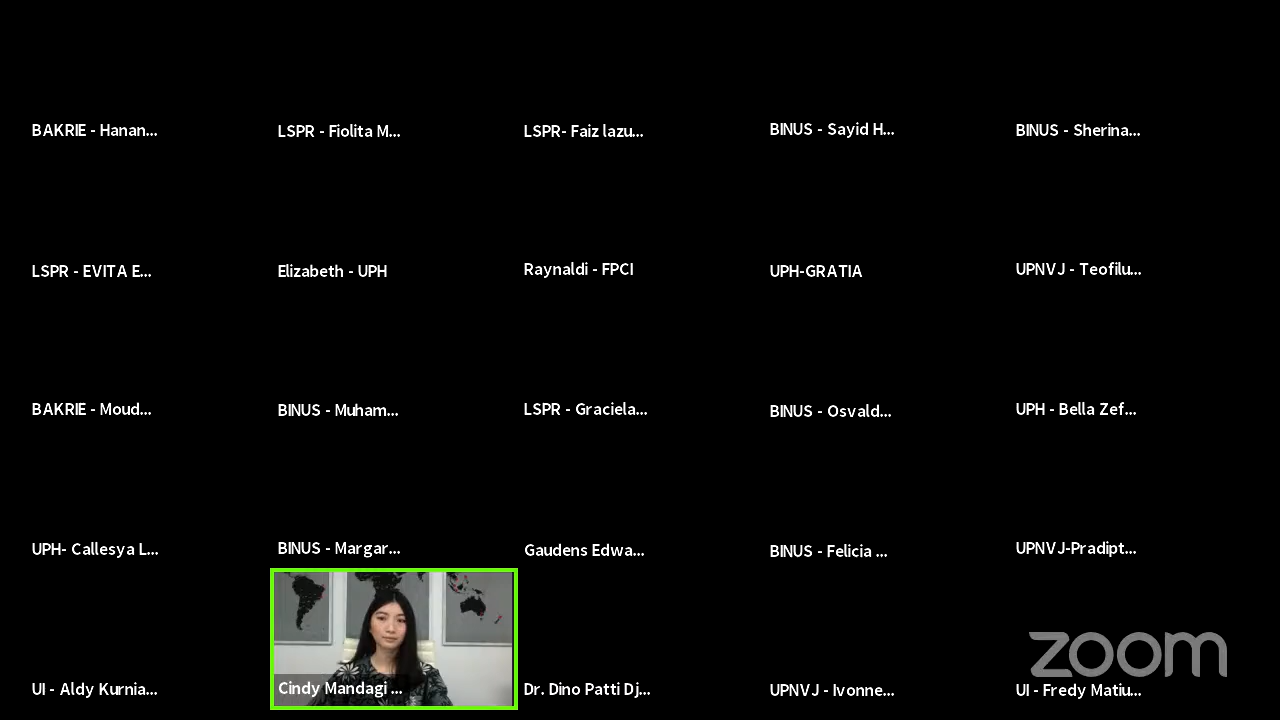 BAKRIE - Hanan...
LSPR - Fiolita M...
LSPR- Faiz lazu...
BINUS - Sayid H...
BINUS - Sherina...
LSPR - EVITA E...
Elizabeth - UPH
Raynaldi - FPCI
UPH-GRATIA
UPNVJ - Teofilu...
BAKRIE - Moud...
BINUS - Muham...
LSPR - Graciela...
BINUS - Osvald...
UPH - Bella Zef...
UPH- Callesya L...
BINUS - Margar...
Gaudens Edwa...
BINUS - Felicia ...
UPNVJ-Pradipt...
UI - Aldy Kurnia...
Cindy Mandagi ...
Dr. Dino Patti Dj...
UPNVJ - Ivonne...
UI - Fredy Matiu...
zoom